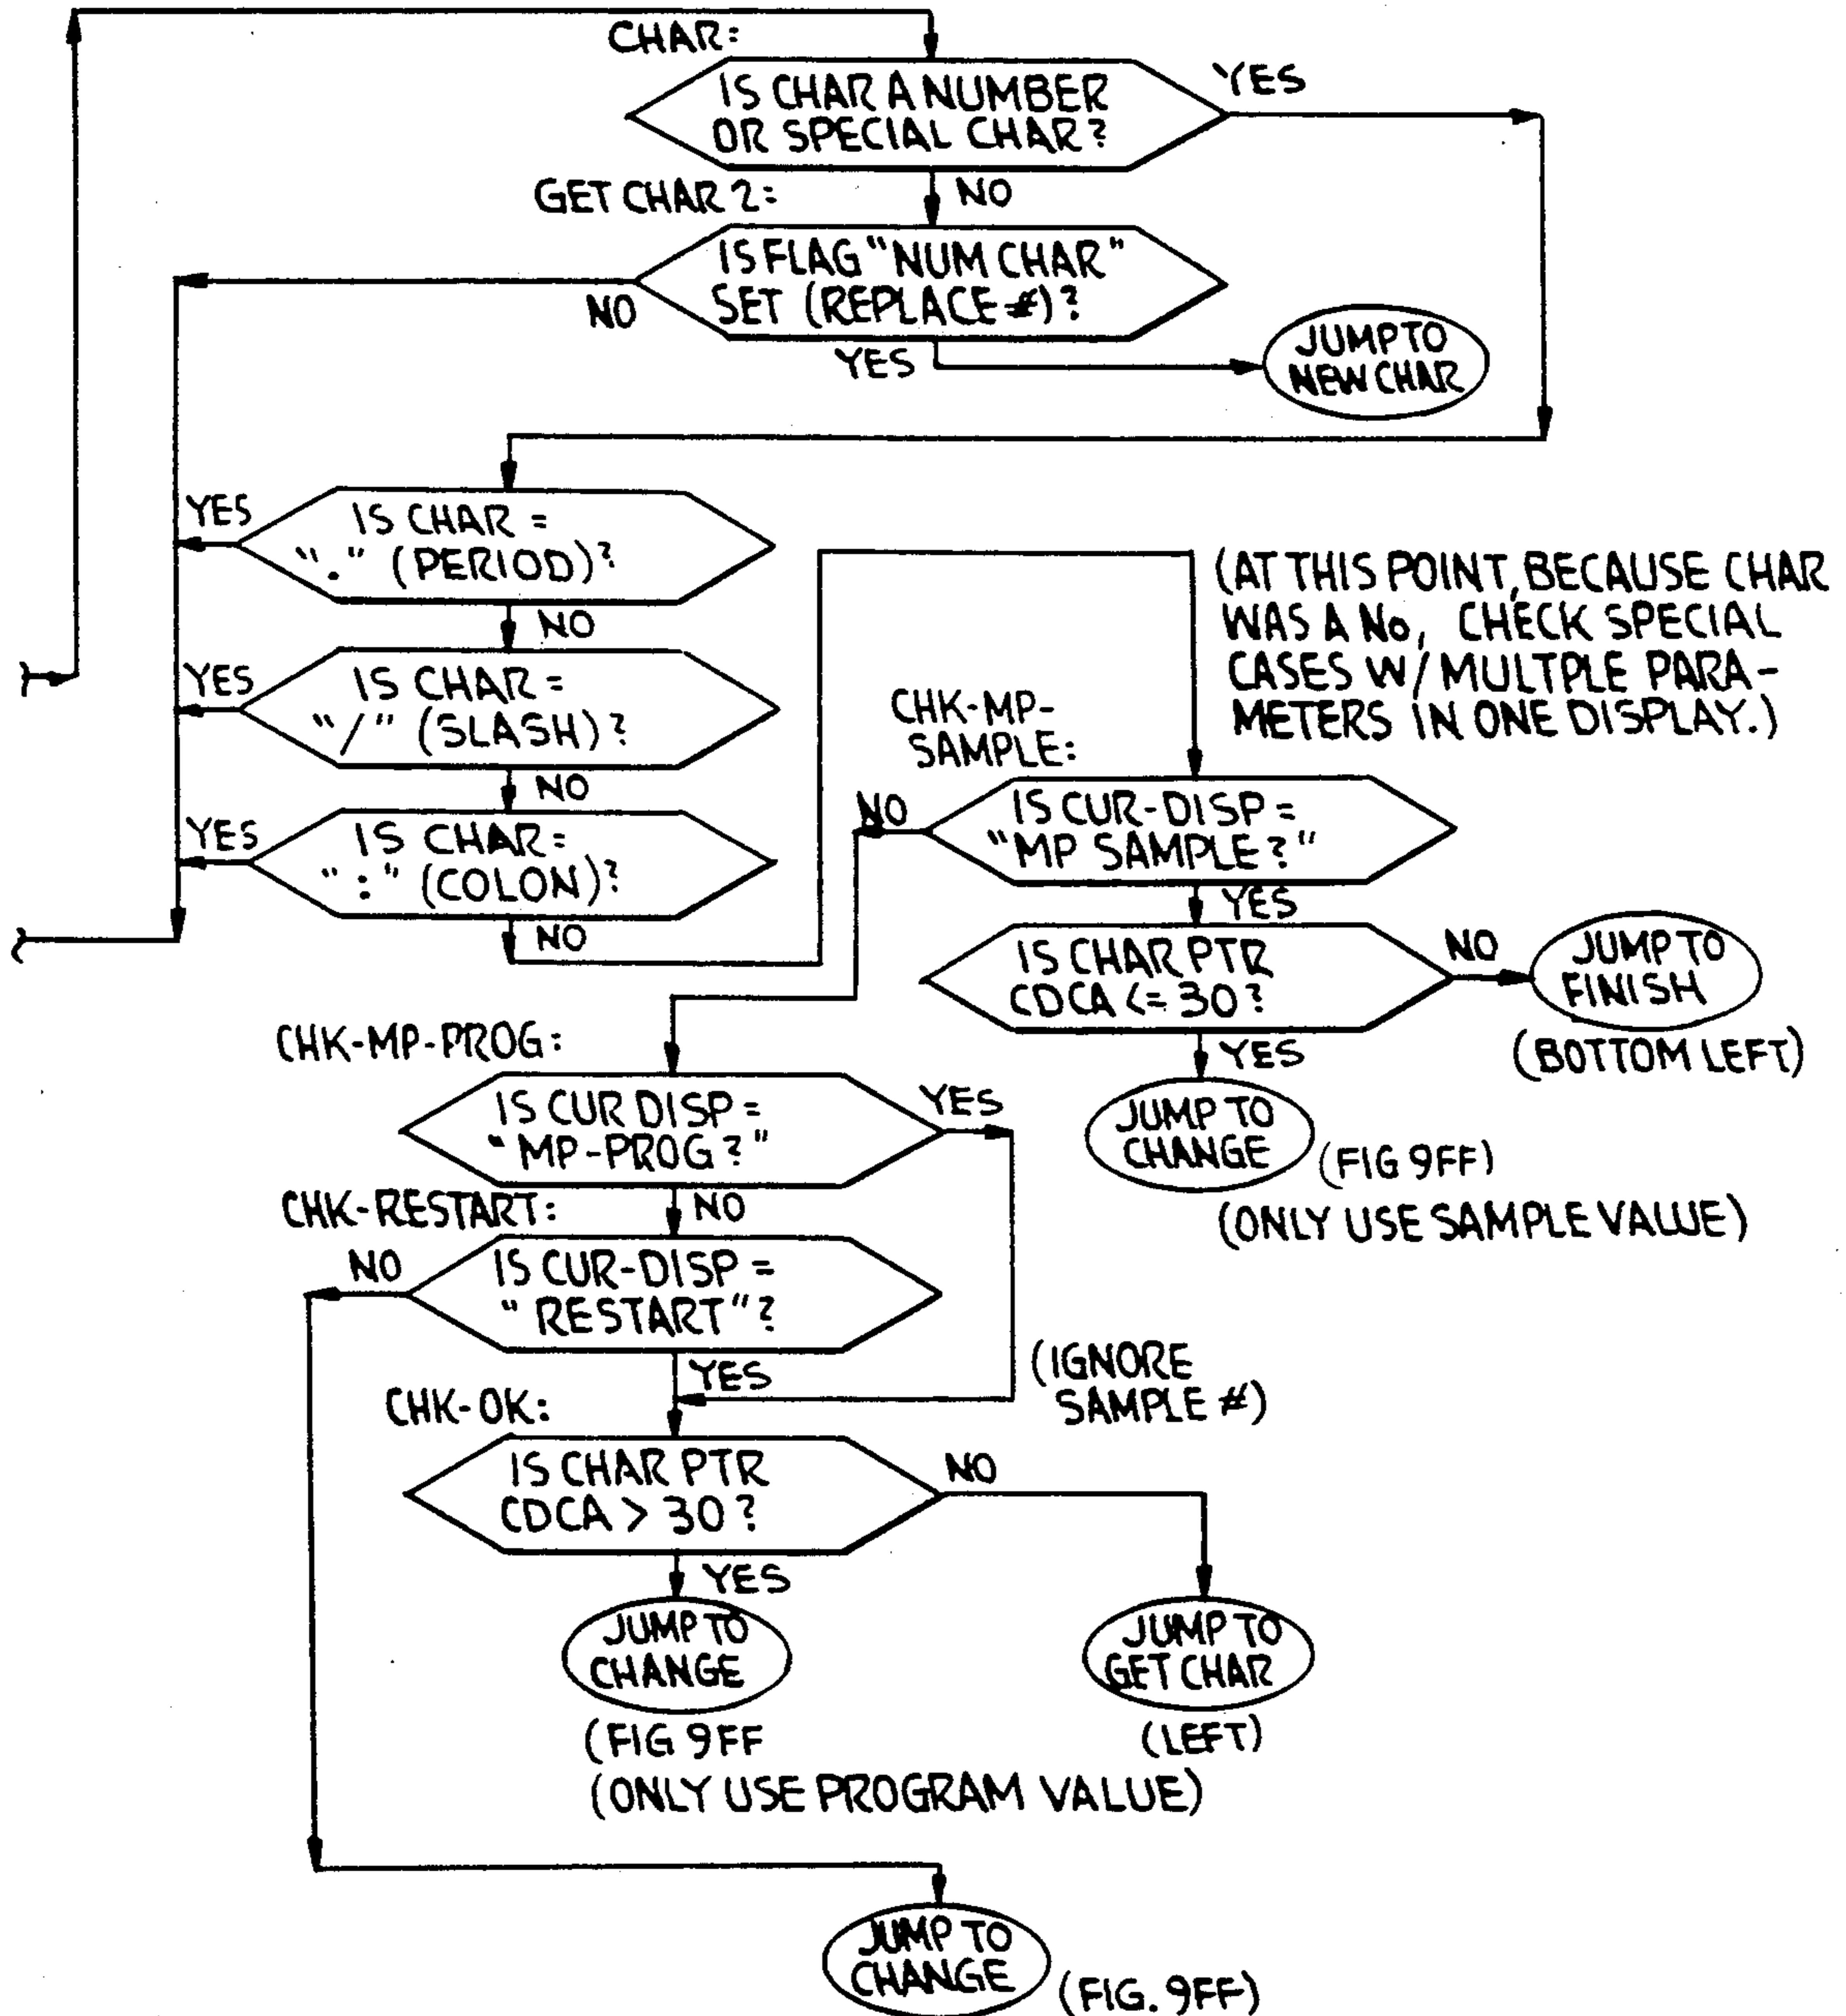 CHAR:
IS CHAR A NUMBER
OR SPECIAL CHAR?
YES
GET CHAR 2:
NO
IS FLAG "NUM CHAR"
SET (REPLACE #)?
NO
YES
JUMP TO
NEW CHAR
YES
IS CHAR =
"." (PERIOD)?
NO
YES
IS CHAR =
"/" (SLASH)?
NO
YES
IS CHAR =
":" (COLON)?
NO
(AT THIS POINT, BECAUSE CHAR
WAS A No, CHECK SPECIAL
CASES W/ MULTPLE PARA-
METERS IN ONE DISPLAY.)
CHK-MP-
SAMPLE:
NO
IS CUR-DISP =
"MP SAMPLE?"
YES
IS CHAR PTR
CDCA <= 30?
NO
JUMP TO
FINISH
(BOTTOM LEFT)
YES
JUMP TO
CHANGE
(FIG 9FF)
(ONLY USE SAMPLE VALUE)
CHK-MP-PROG:
IS CUR DISP =
"MP-PROG?"
YES
CHK-RESTART:
NO
NO
IS CUR-DISP =
"RESTART"?
YES
(IGNORE
SAMPLE #)
CHK-OK:
IS CHAR PTR
CDCA > 30?
NO
YES
JUMP TO
CHANGE
(FIG 9FF
(ONLY USE PROGRAM VALUE)
JUMP TO
GET CHAR
(LEFT)
JUMP TO
CHANGE
(FIG. 9FF)